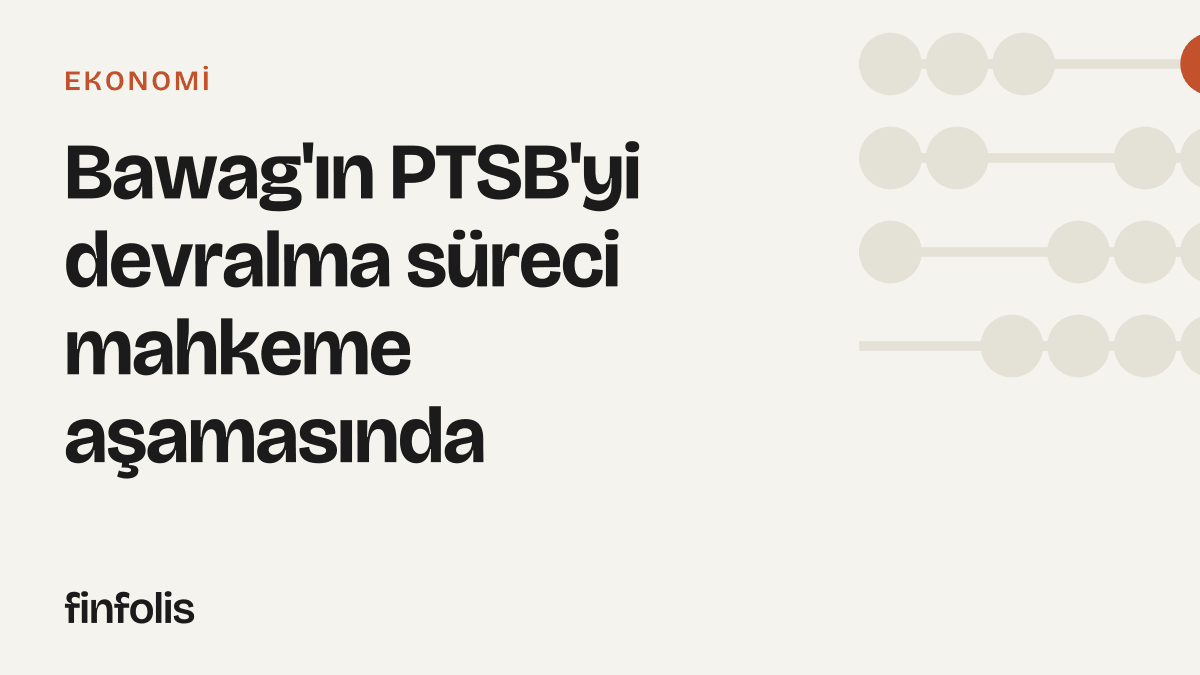 EKONOMİ
Bawag'ın PTSB'yi
devralma süreci
mahkeme
aşamasında
finfolis